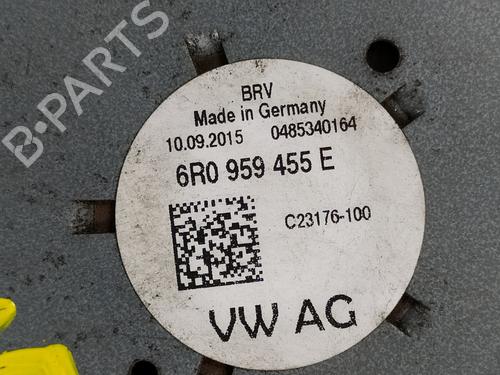 B-PARTS
BRV
Made in Germany
10.09.2015 0485340164
6R0 959 455 E
C23176-100
VW AG